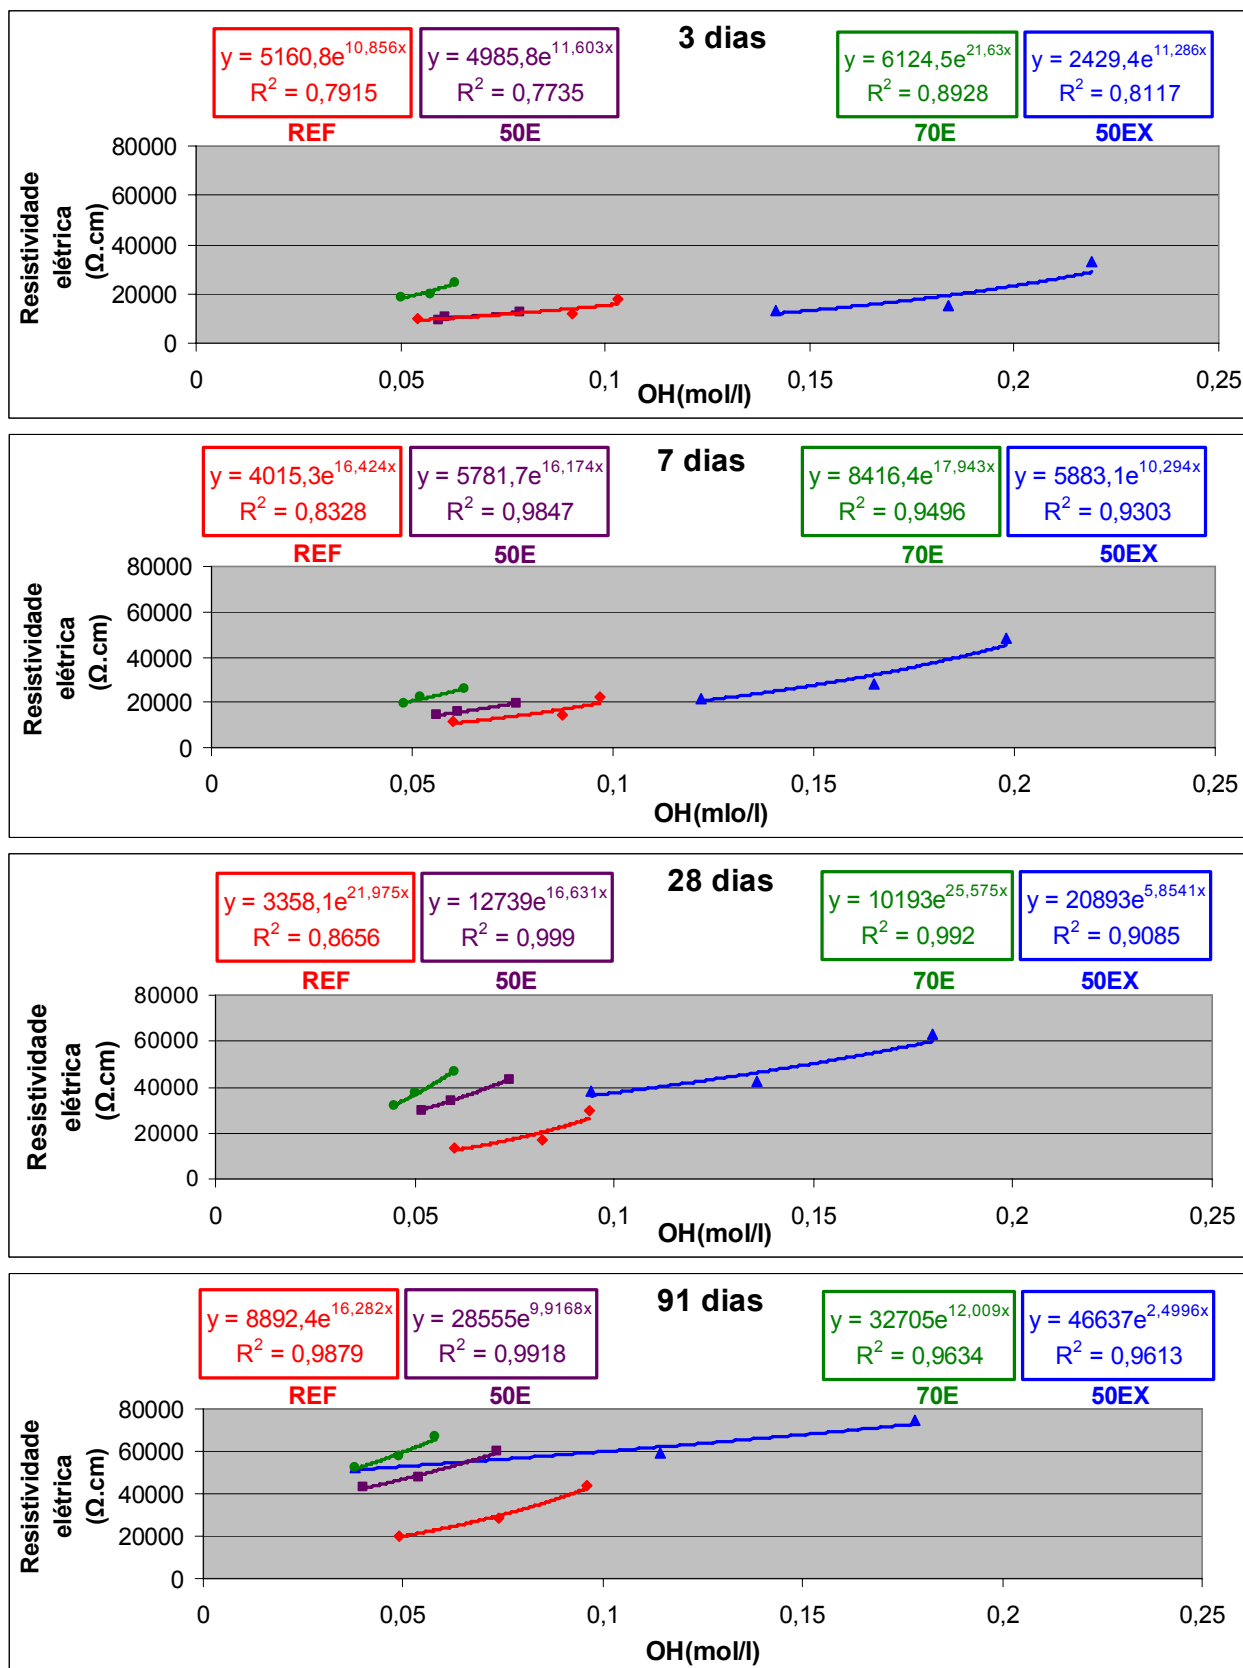 3 dias
y = 5160,8e^10,856x
R² = 0,7915
REF
y = 4985,8e^11,603x
R² = 0,7735
50E
y = 6124,5e^21,63x
R² = 0,8928
70E
y = 2429,4e^11,286x
R² = 0,8117
50EX
Resistividade
elétrica
(Ω.cm)
80000
60000
40000
20000
0
0 0,05 0,1 0,15 0,2 0,25
OH(mol/l)
7 dias
y = 4015,3e^16,424x
R² = 0,8328
REF
y = 5781,7e^16,174x
R² = 0,9847
50E
y = 8416,4e^17,943x
R² = 0,9496
70E
y = 5883,1e^10,294x
R² = 0,9303
50EX
Resistividade
elétrica
(Ω.cm)
80000
60000
40000
20000
0
0 0,05 0,1 0,15 0,2 0,25
OH(mlo/l)
28 dias
y = 3358,1e^21,975x
R² = 0,8656
REF
y = 12739e^16,631x
R² = 0,999
50E
y = 10193e^25,575x
R² = 0,992
70E
y = 20893e^5,8541x
R² = 0,9085
50EX
Resistividade
elétrica
(Ω.cm)
80000
60000
40000
20000
0
0 0,05 0,1 0,15 0,2 0,25
OH(mol/l)
91 dias
y = 8892,4e^16,282x
R² = 0,9879
REF
y = 28555e^9,9168x
R² = 0,9918
50E
y = 32705e^12,009x
R² = 0,9634
70E
y = 46637e^2,4996x
R² = 0,9613
50EX
Resistividade
elétrica
(Ω.cm)
80000
60000
40000
20000
0
0 0,05 0,1 0,15 0,2 0,25
OH(mol/l)